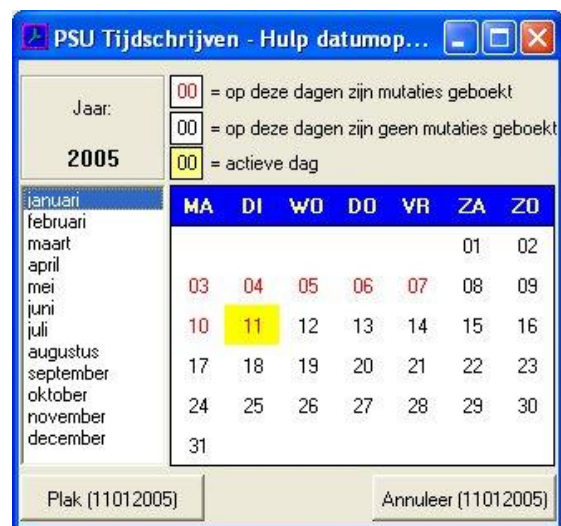 PSU Tijdschrijven - Hulp datumop...
Jaar:
2005
00 = op deze dagen zijn mutaties geboekt
00 = op deze dagen zijn geen mutaties geboekt
00 = actieve dag
januari
februari
maart
april
mei
juni
juli
augustus
september
oktober
november
december
MA DI WO DO VR ZA ZO
01 02
03 04 05 06 07 08 09
10 11 12 13 14 15 16
17 18 19 20 21 22 23
24 25 26 27 28 29 30
31
Plak (11012005)
Annuleer (11012005)